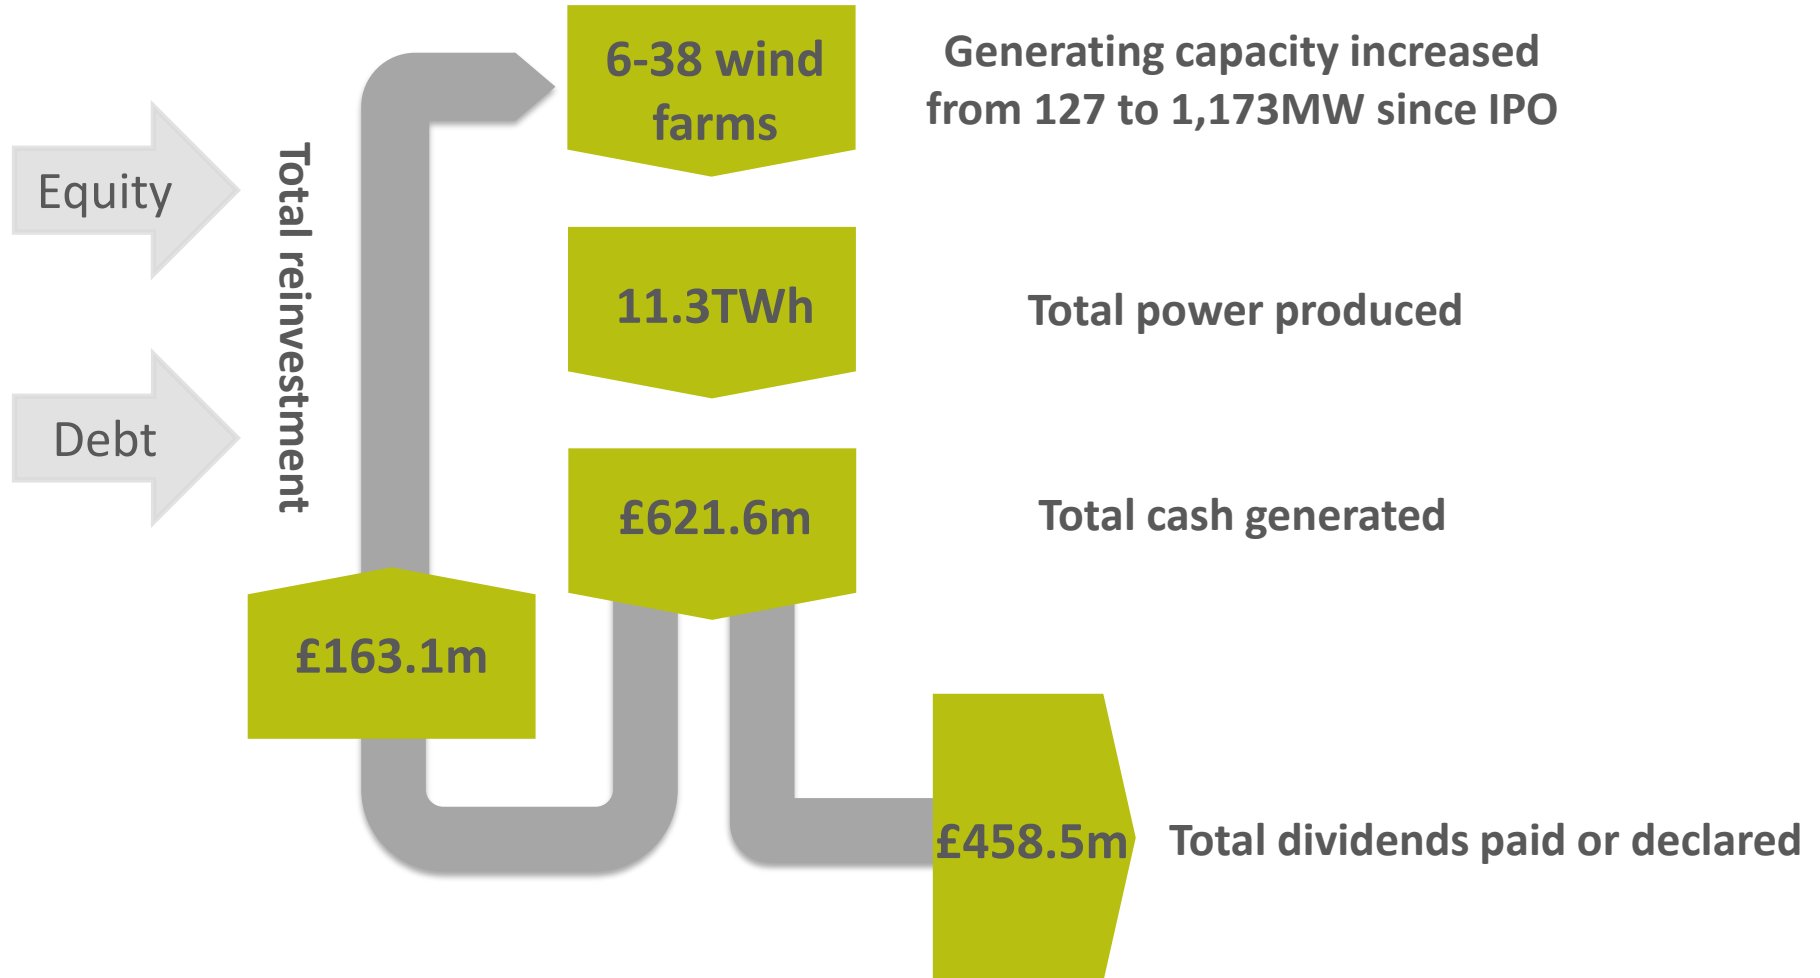 6-38 wind
farms
Generating capacity increased
from 127 to 1,173MW since IPO
Equity
Total reinvestment
11.3TWh
Total power produced
Debt
£621.6m
Total cash generated
£163.1m
£458.5m
Total dividends paid or declared